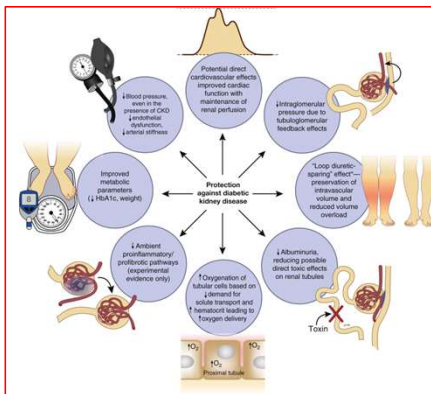 Potential direct
cardiovascular effects
improved cardiac
function with
maintenance of
renal perfusion
↓Blood pressure,
even in the
presence of CKD
↓endothelial
dysfunction,
↓arterial stiffness
↓Intraglomerular
pressure due to
tubuloglomerular
feedback effects
Improved
metabolic
parameters
(↓ HbA1c, weight)
Protection
against diabetic
kidney disease
"Loop diuretic-
sparing" effect"—
preservation of
intravascular
volume and
reduced volume
overload
↓ Ambient
proinflammatory/
profibrotic pathways
(experimental
evidence only)
↑Oxygenation of
tubular cells based on
↓demand for
solute transport and
↑ hematocrit leading to
↑oxygen delivery
↓ Albuminuria,
reducing possible
direct toxic effects
on renal tubules
Toxin
↑O2
↑O2
↑O2
Proximal tubule